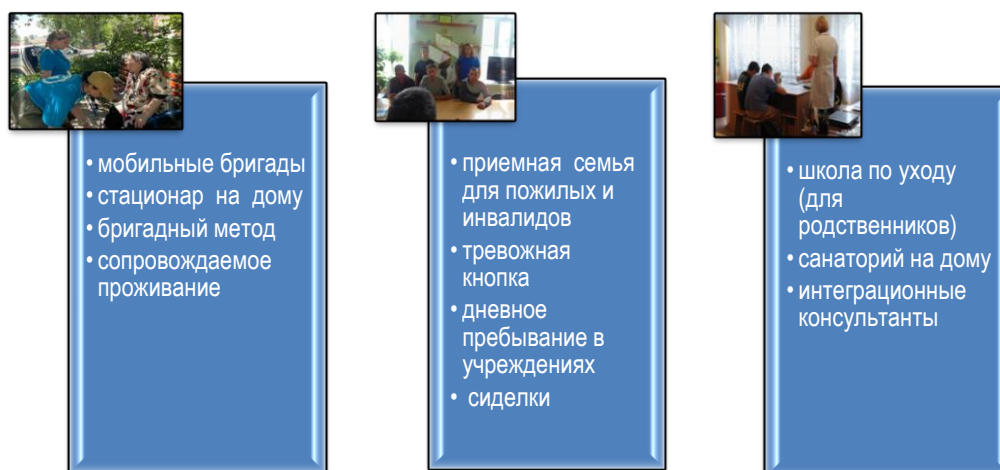 • мобильные бригады
• стационар на дому
• бригадный метод
• сопровождаемое
проживание
• приемная семья
для пожилых и
инвалидов
• тревожная
кнопка
• дневное
пребывание в
учреждениях
• сиделки
• школа по уходу
(для
родственников)
• санаторий на дому
• интеграционные
консультанты